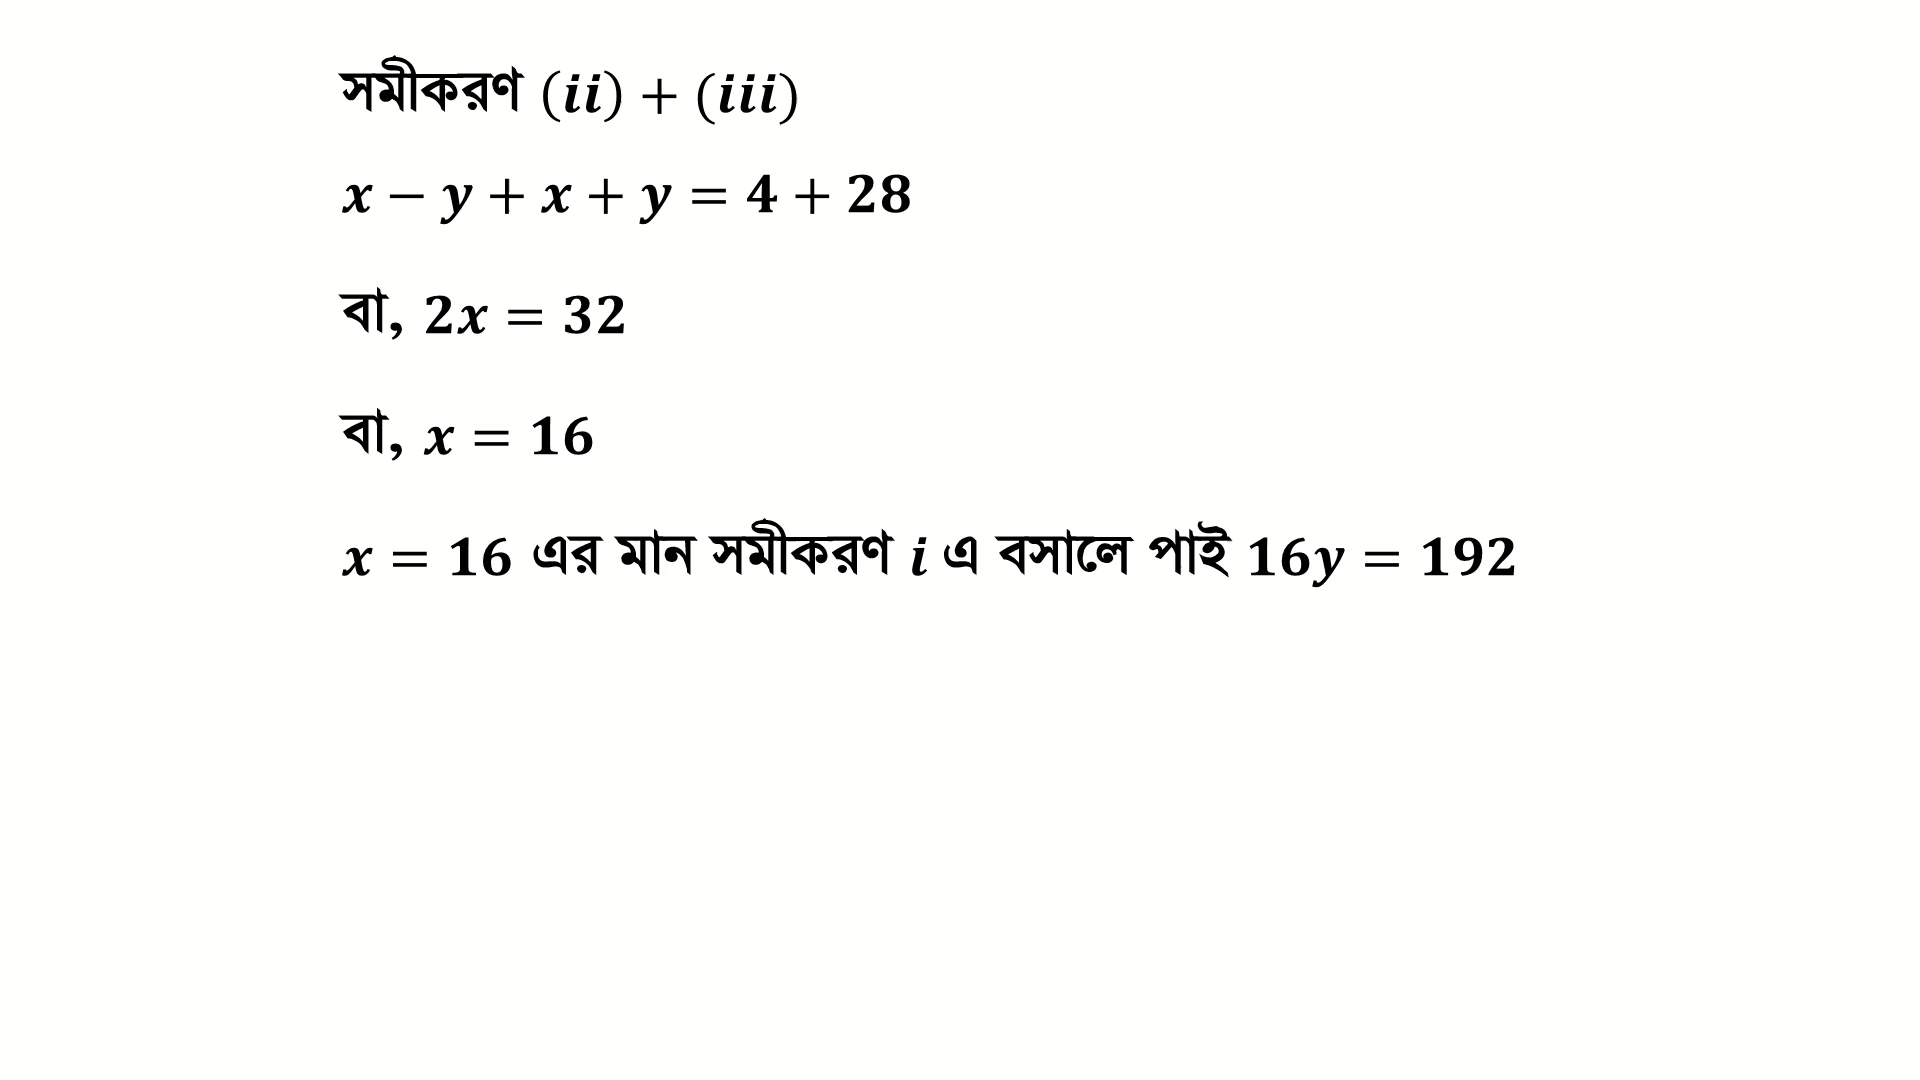 সমীকরণ (ii) + (iii)
x − y + x + y = 4 + 28
বা, 2x = 32
বা, x = 16
x = 16 এর মান সমীকরণ i এ বসালে পাই 16y = 192